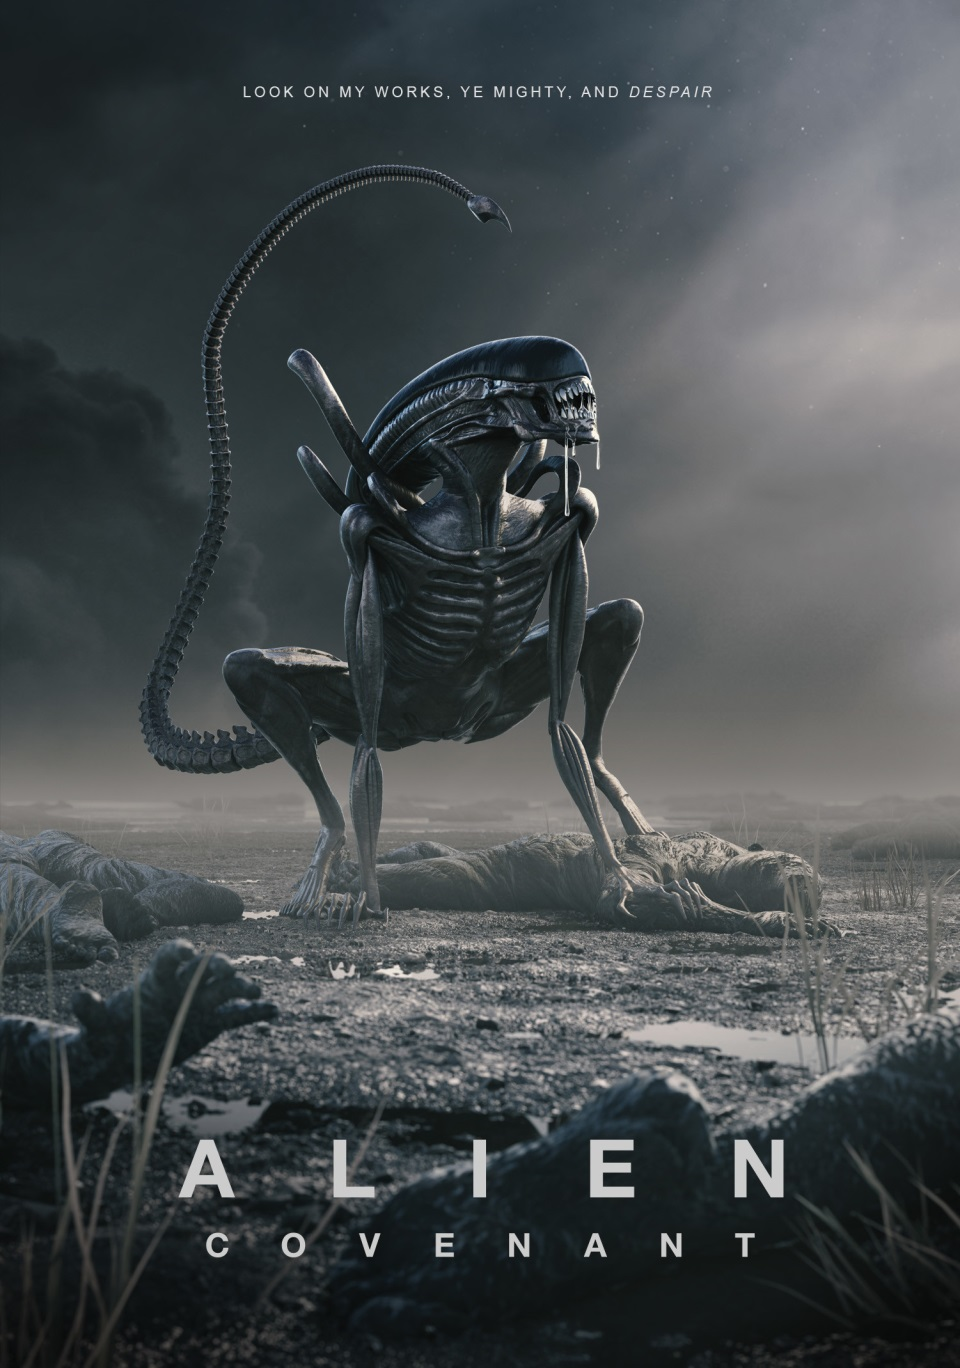 LOOK ON MY WORKS, YE MIGHTY, AND DESPAIR
ALIEN
COVENANT